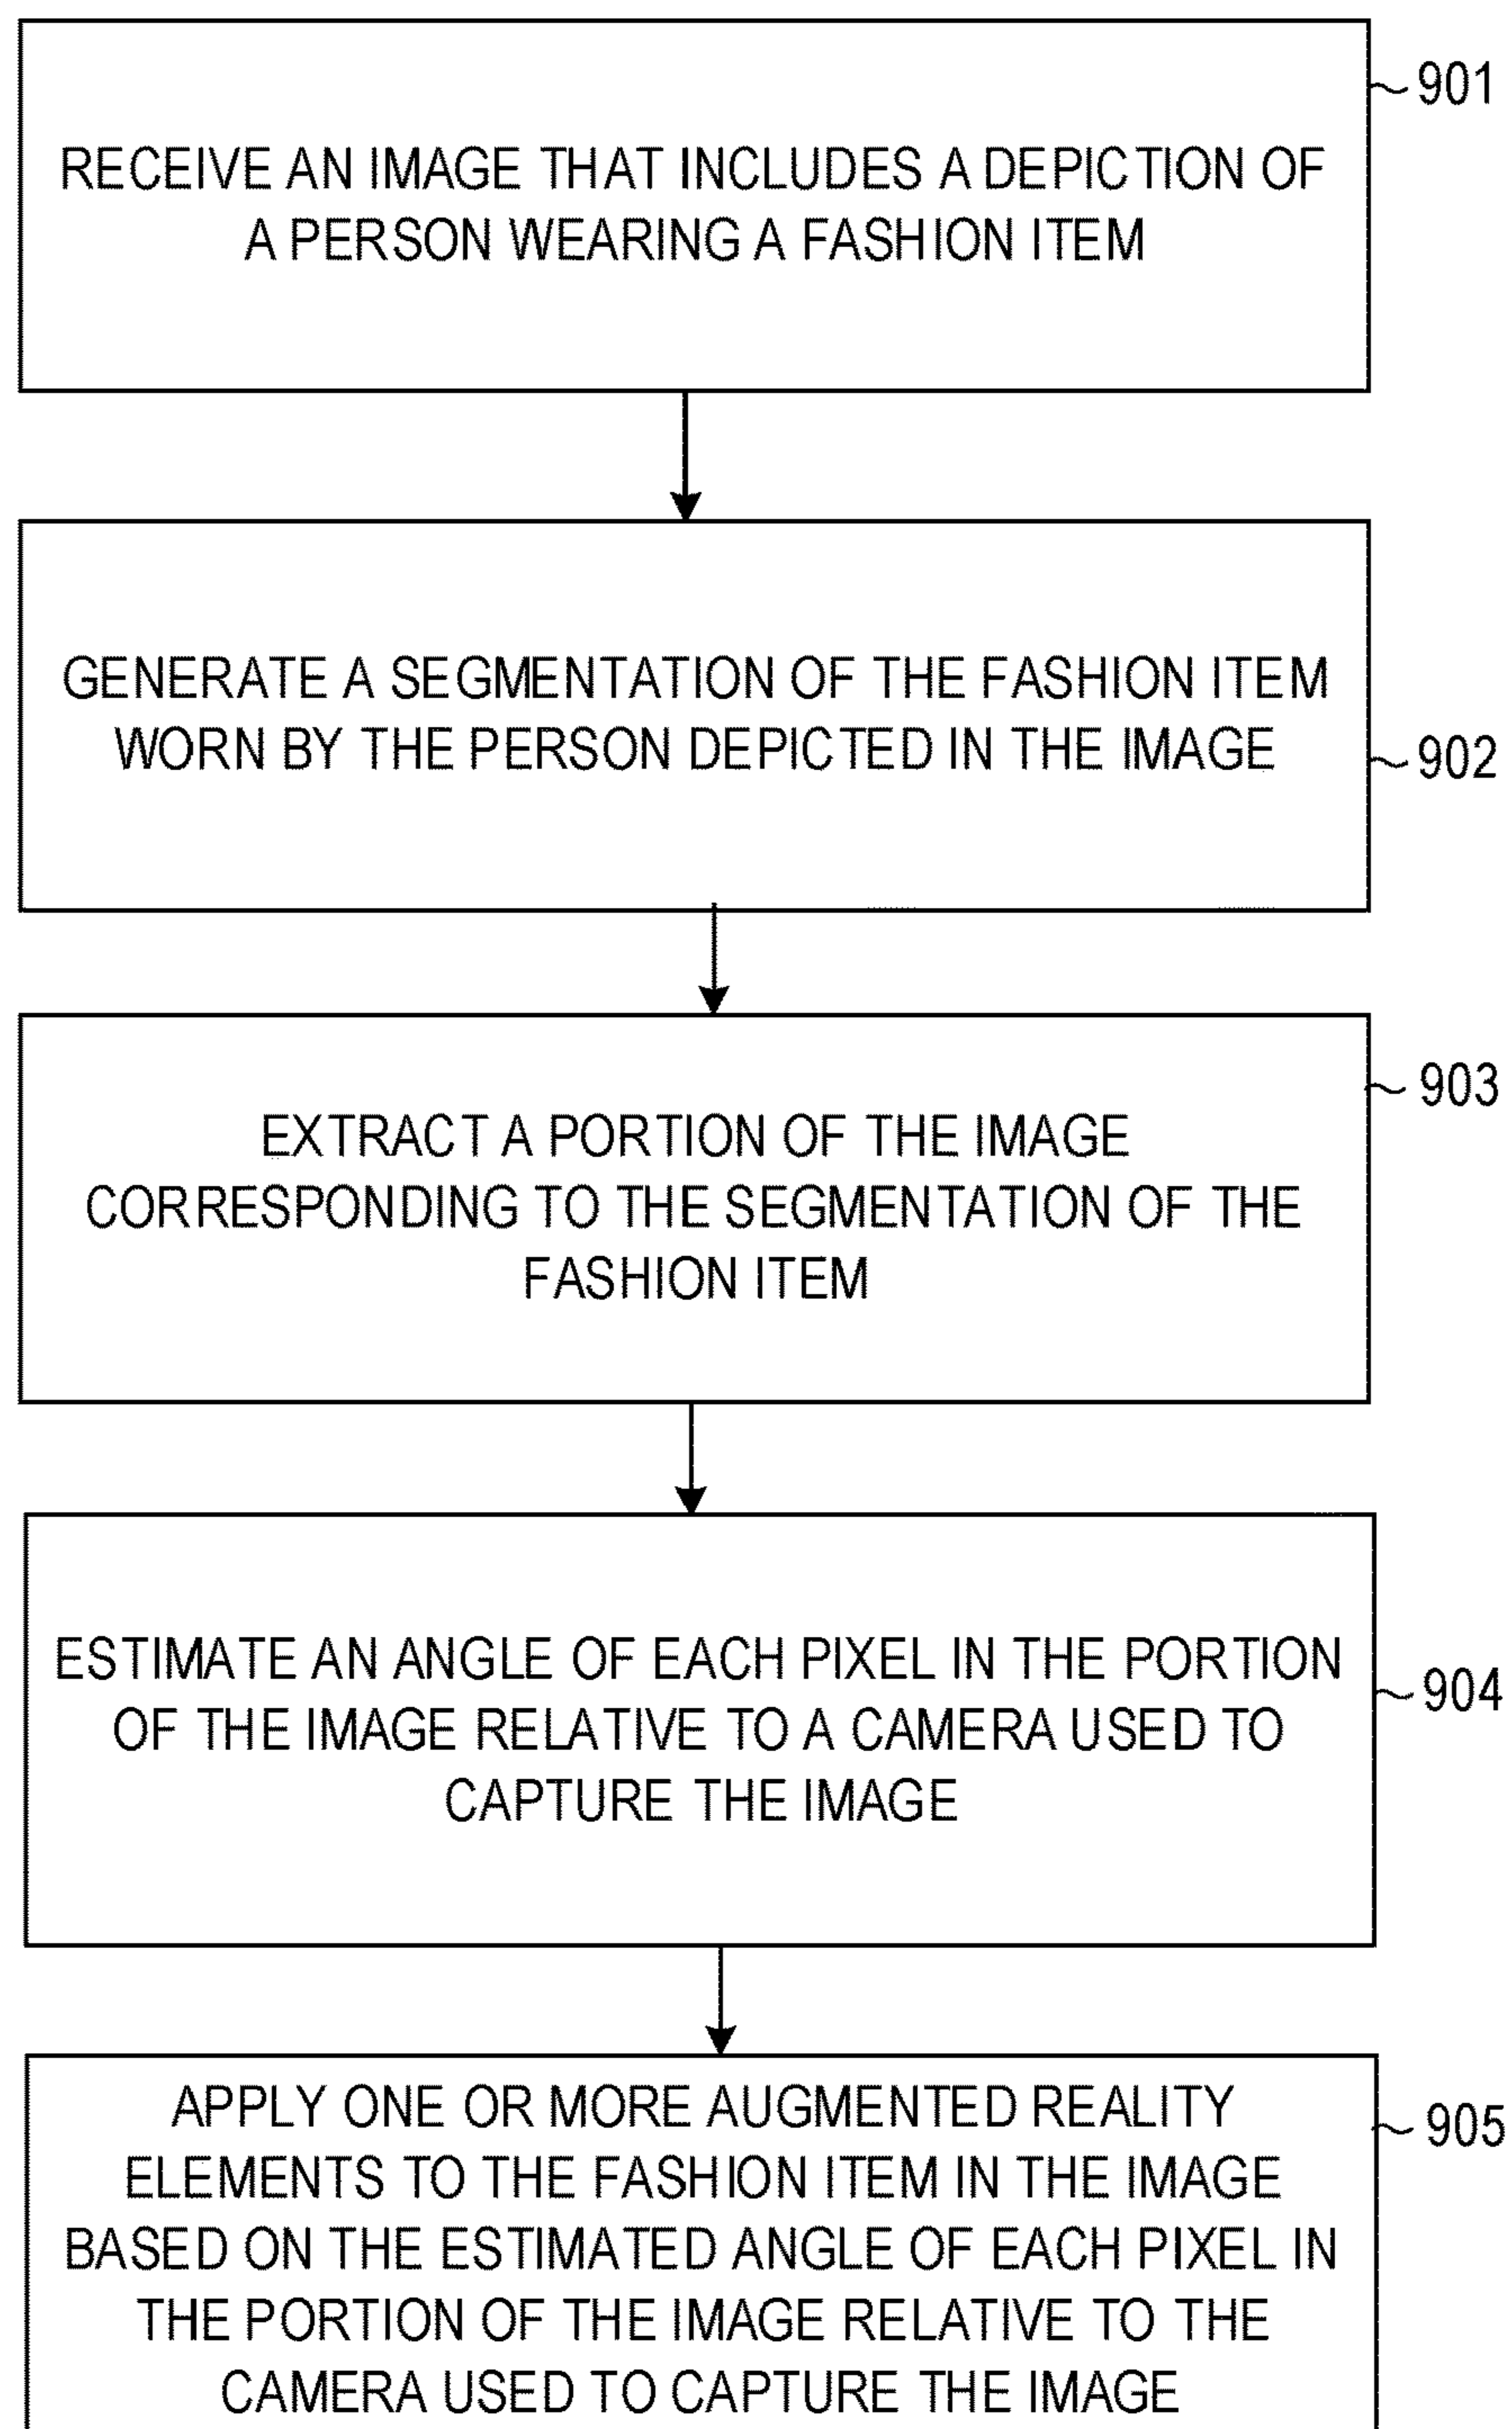 901
RECEIVE AN IMAGE THAT INCLUDES A DEPICTION OF
A PERSON WEARING A FASHION ITEM
GENERATE A SEGMENTATION OF THE FASHION ITEM
WORN BY THE PERSON DEPICTED IN THE IMAGE
902
903
EXTRACT A PORTION OF THE IMAGE
CORRESPONDING TO THE SEGMENTATION OF THE
FASHION ITEM
ESTIMATE AN ANGLE OF EACH PIXEL IN THE PORTION
904
OF THE IMAGE RELATIVE TO A CAMERA USED TO
CAPTURE THE IMAGE
APPLY ONE OR MORE AUGMENTED REALITY
905
ELEMENTS TO THE FASHION ITEM IN THE IMAGE
BASED ON THE ESTIMATED ANGLE OF EACH PIXEL IN
THE PORTION OF THE IMAGE RELATIVE TO THE
CAMERA USED TO CAPTURE THE IMAGE